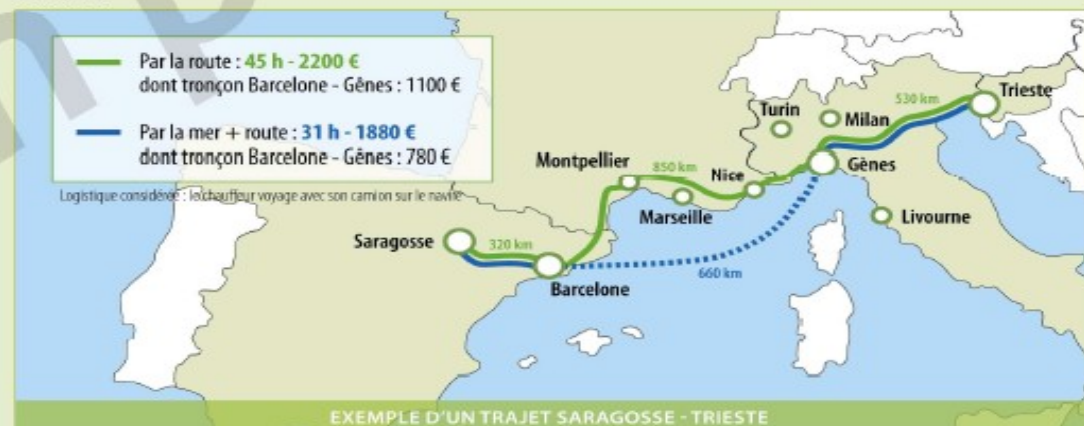 Par la route : 45 h - 2200 €
dont tronçon Barcelone - Gênes : 1100 €
Par la mer + route : 31 h - 1880 €
dont tronçon Barcelone - Gênes : 780 €
Logistique considérée : le chauffeur voyage avec son camion sur le navire
Trieste
530 km
Turin
Milan
Montpellier
850 km
Nice
Gènes
Marseille
Livourne
Saragosse
320 km
660 km
Barcelone
EXEMPLE D'UN TRAJET SARAGOSSE - TRIESTE